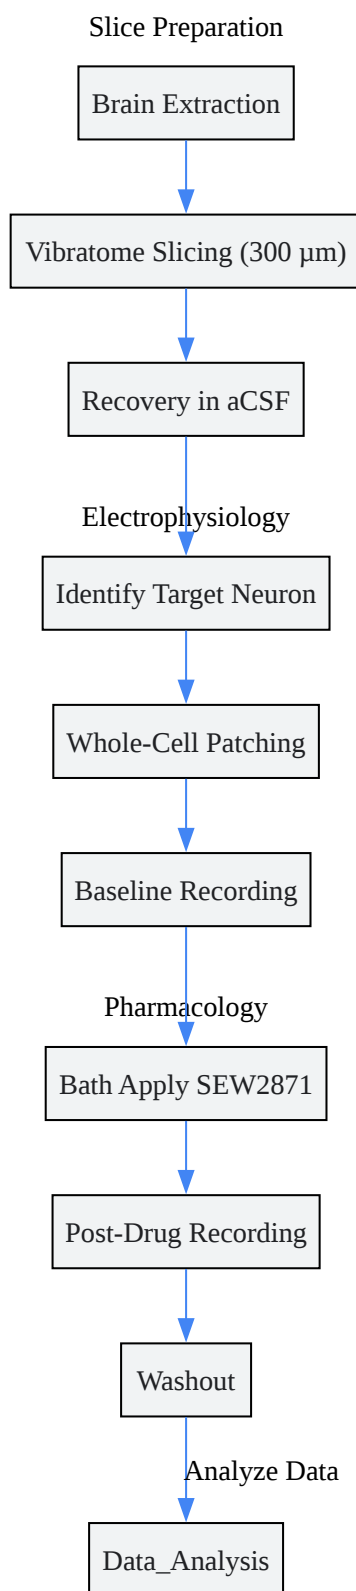 Slice Preparation
Brain Extraction
Vibratome Slicing (300 µm)
Recovery in aCSF
Electrophysiology
Identify Target Neuron
Whole-Cell Patching
Baseline Recording
Pharmacology
Bath Apply SEW2871
Post-Drug Recording
Washout
Analyze Data
Data_Analysis